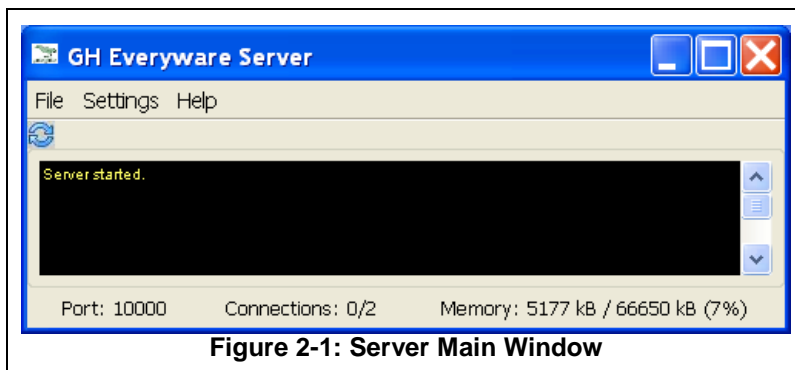 GH Everyware Server
File Settings Help
Server started.
Port: 10000 Connections: 0/2 Memory: 5177 kB / 66650 kB (7%)
Figure 2-1: Server Main Window